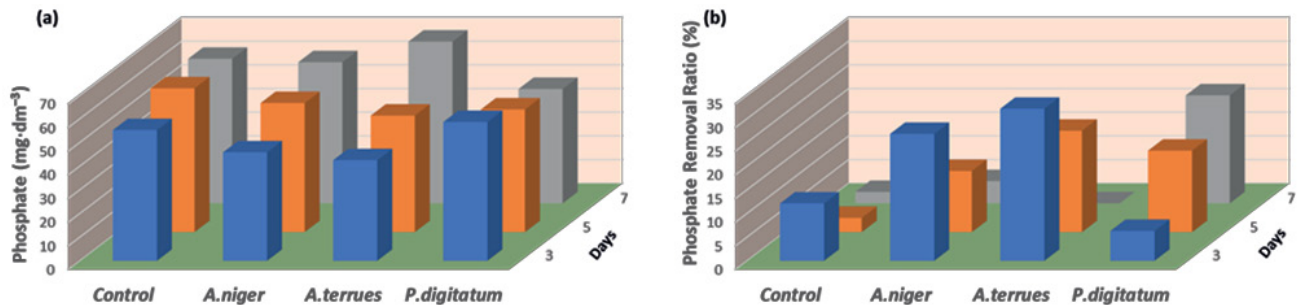 (a)
Phosphate (mg·dm⁻³)
70
60
50
40
30
20
10
0
Control
A.niger
A.terrues
P.digitatum
3
5
7
Days
(b)
Phosphate Removal Ratio (%)
35
30
25
20
15
10
5
0
Control
A.niger
A.terrues
P.digitatum
3
5
7
Days